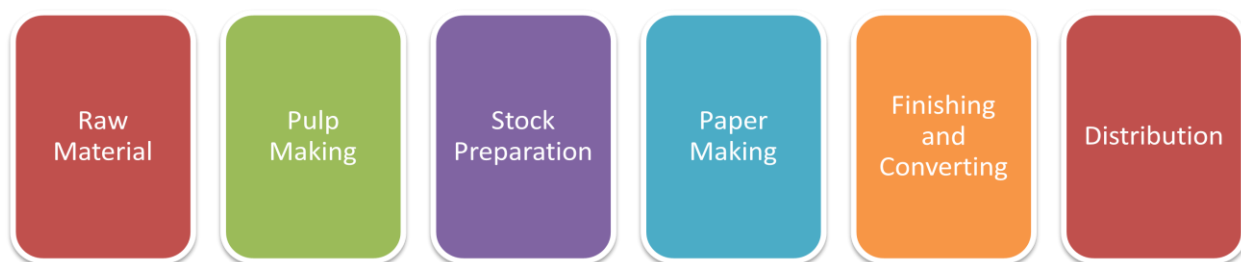 Raw
Material
Pulp
Making
Stock
Preparation
Paper
Making
Finishing
and
Converting
Distribution